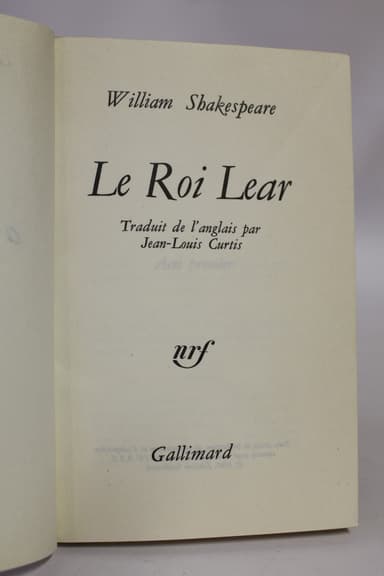 William Shakespeare
Le Roi Lear
Traduit de l'anglais par
Jean-Louis Curtis
nrf
Gallimard